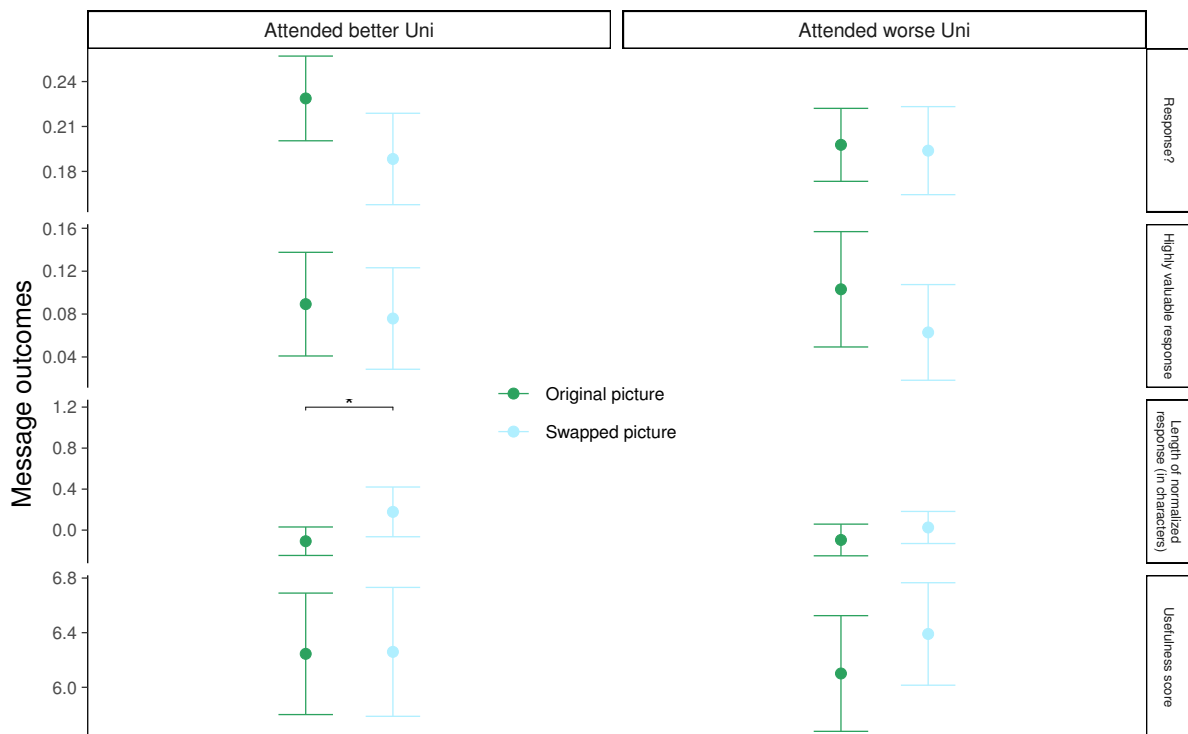 Attended better Uni
Attended worse Uni
Message outcomes
0.24
0.21
0.18
Response?
0.16
0.12
0.08
0.04
Highly valuable response
Original picture
Swapped picture
*
1.2
0.8
0.4
0.0
Length of normalized
response (in characters)
6.8
6.4
6.0
Usefulness score